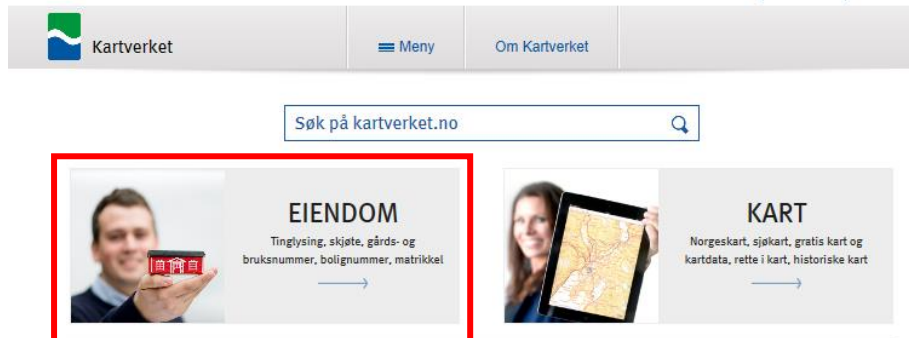 Kartverket
Meny
Om Kartverket
Søk på kartverket.no
EIENDOM
Tinglysing, skjøte, gårds- og
bruksnummer, bolignummer, matrikkel
KART
Norgeskart, sjøkart, gratis kart og
kartdata, rette i kart, historiske kart